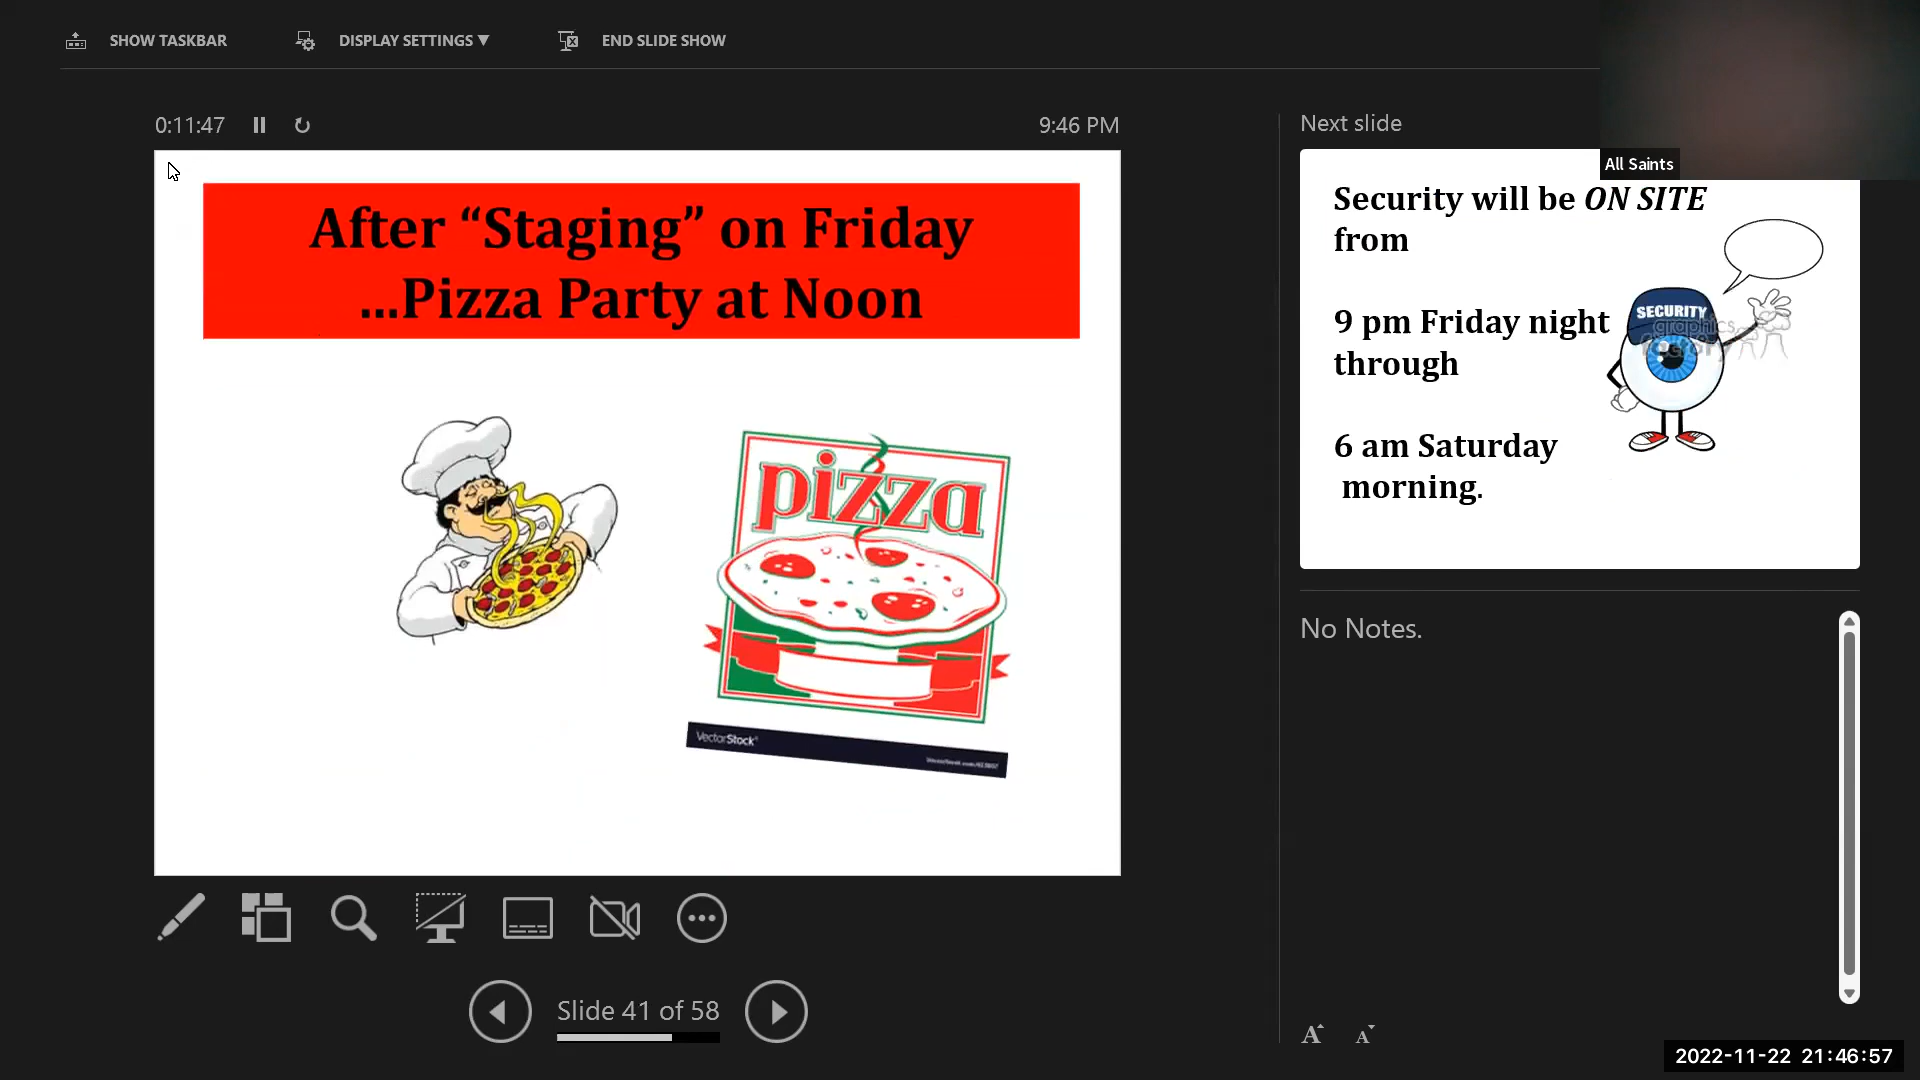 SHOW TASKBAR
DISPLAY SETTINGS ▼
END SLIDE SHOW
0:11:47
9:46 PM
After “Staging” on Friday
...Pizza Party at Noon
pizza
VectorStock®
Next slide
All Saints
Security will be ON SITE
from
9 pm Friday night
through
6 am Saturday
morning.
SECURITY
graphics
factory
No Notes.
Slide 41 of 58
2022-11-22 21:46:57